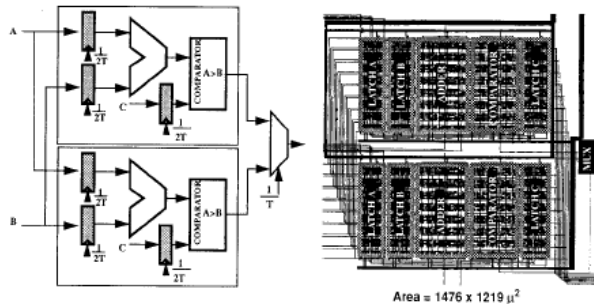 A
1
2T
1
2T
C
1
2T
COMPARATOR
A>B
1
T
B
1
2T
1
2T
C
1
2T
COMPARATOR
A>B
LATCH A
LATCH B
ADDER
COMPARATOR
LATCH C
MUX
LATCH A
LATCH B
ADDER
COMPARATOR
LATCH C
Area = 1476 x 1219 μ²